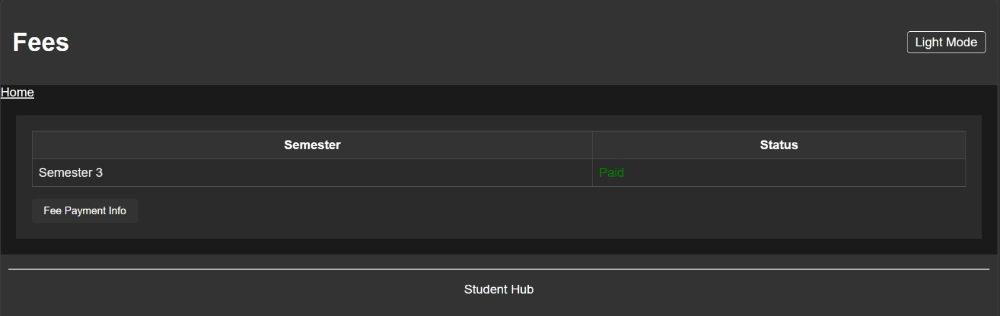 Fees
Light Mode
Home
Semester Status
Semester 3 Paid
Fee Payment Info
Student Hub